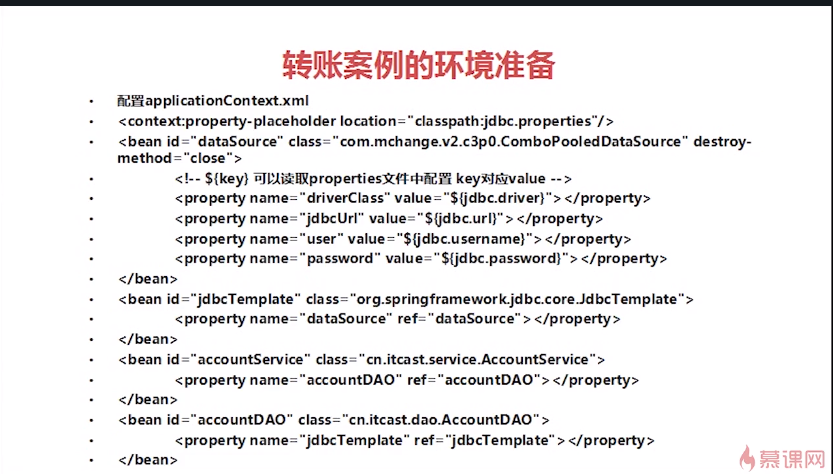 转账案例的环境准备
• 配置applicationContext.xml
• <context:property-placeholder location="classpath:jdbc.properties"/>
• <bean id="dataSource" class="com.mchange.v2.c3p0.ComboPooledDataSource" destroy-
method="close">
• <!-- ${key} 可以读取properties文件中配置 key对应value -->
• <property name="driverClass" value="${jdbc.driver}"></property>
• <property name="jdbcUrl" value="${jdbc.url}"></property>
• <property name="user" value="${jdbc.username}"></property>
• <property name="password" value="${jdbc.password}"></property>
• </bean>
• <bean id="jdbcTemplate" class="org.springframework.jdbc.core.JdbcTemplate">
• <property name="dataSource" ref="dataSource"></property>
• </bean>
• <bean id="accountService" class="cn.itcast.service.AccountService">
• <property name="accountDAO" ref="accountDAO"></property>
• </bean>
• <bean id="accountDAO" class="cn.itcast.dao.AccountDAO">
• <property name="jdbcTemplate" ref="jdbcTemplate"></property>
• </bean>
慕课网